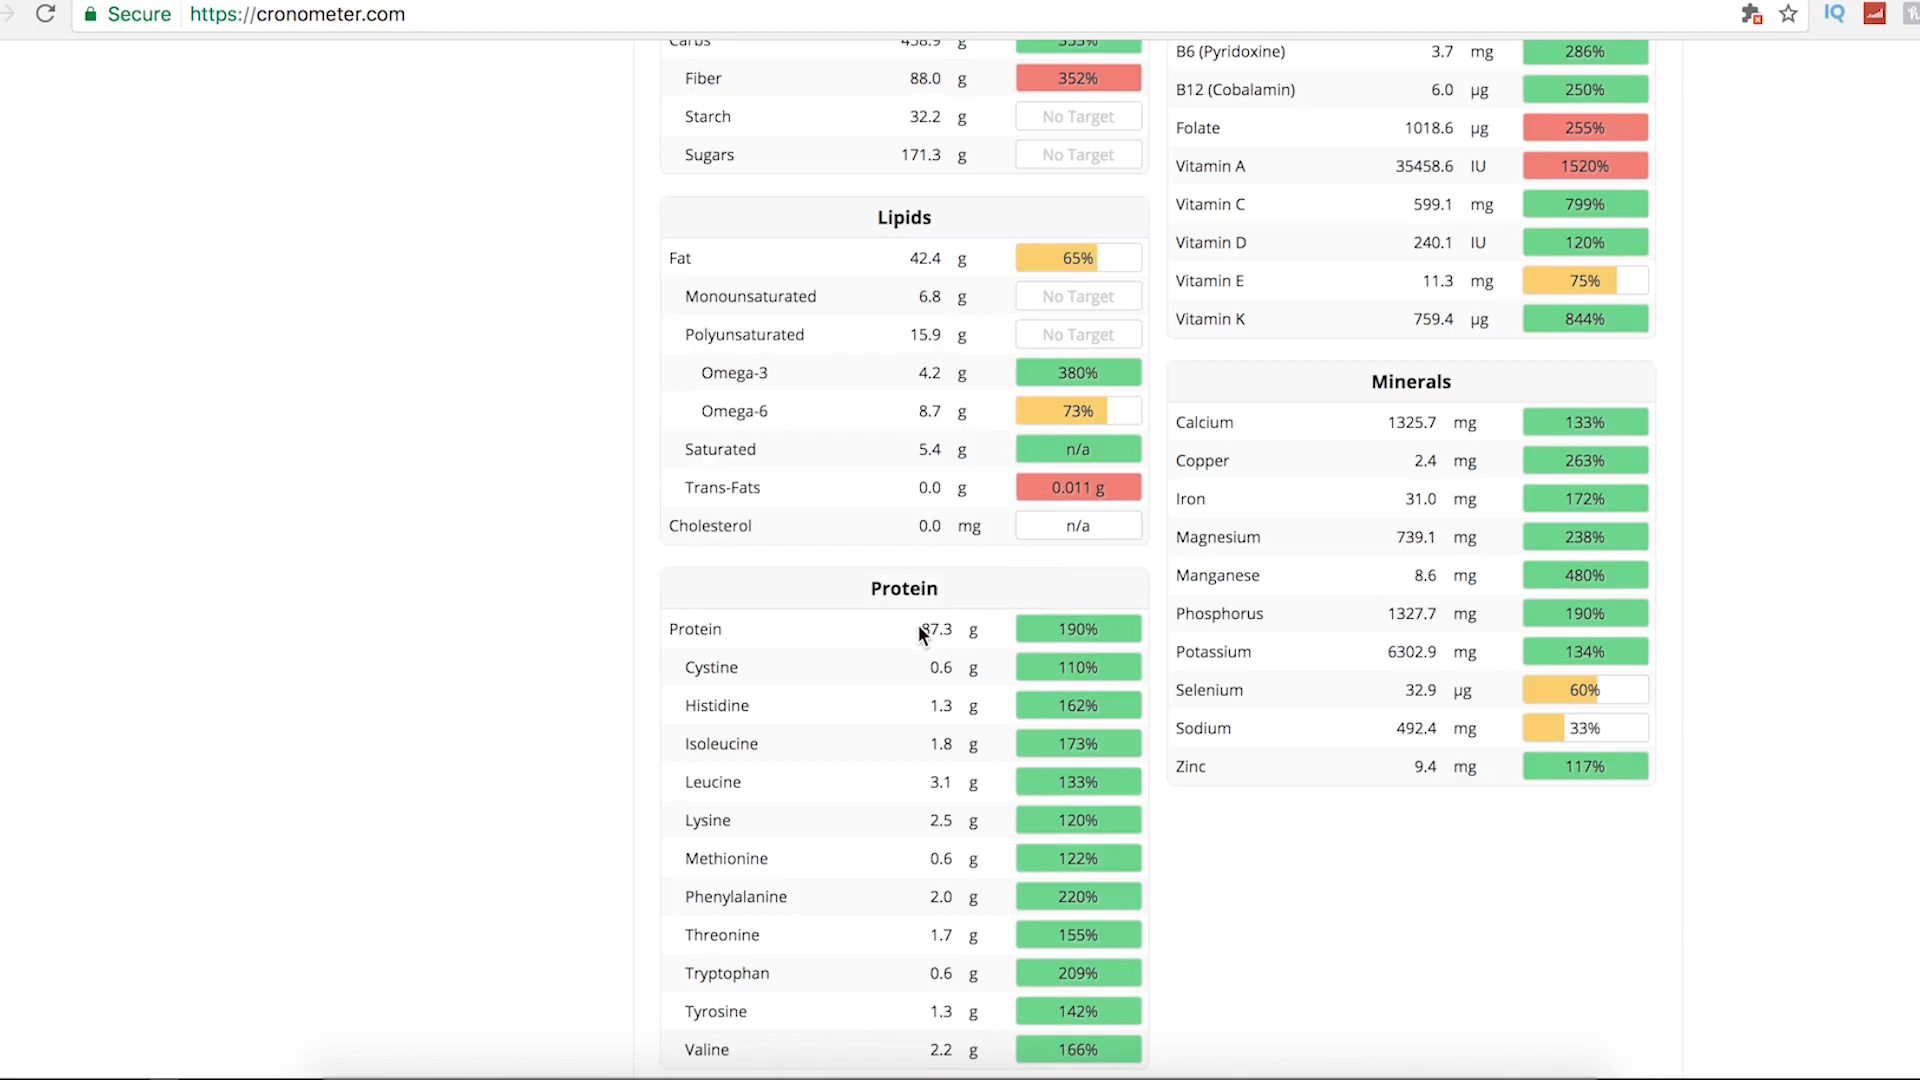 Secure https://cronometer.com
IQ
Carbs 458.9 g 353%
Fiber 88.0 g 352%
Starch 32.2 g No Target
Sugars 171.3 g No Target
Lipids
Fat 42.4 g 65%
Monounsaturated 6.8 g No Target
Polyunsaturated 15.9 g No Target
Omega-3 4.2 g 380%
Omega-6 8.7 g 73%
Saturated 5.4 g n/a
Trans-Fats 0.0 g 0.011 g
Cholesterol 0.0 mg n/a
Protein
Protein 87.3 g 190%
Cystine 0.6 g 110%
Histidine 1.3 g 162%
Isoleucine 1.8 g 173%
Leucine 3.1 g 133%
Lysine 2.5 g 120%
Methionine 0.6 g 122%
Phenylalanine 2.0 g 220%
Threonine 1.7 g 155%
Tryptophan 0.6 g 209%
Tyrosine 1.3 g 142%
Valine 2.2 g 166%
B6 (Pyridoxine) 3.7 mg 286%
B12 (Cobalamin) 6.0 µg 250%
Folate 1018.6 µg 255%
Vitamin A 35458.6 IU 1520%
Vitamin C 599.1 mg 799%
Vitamin D 240.1 IU 120%
Vitamin E 11.3 mg 75%
Vitamin K 759.4 µg 844%
Minerals
Calcium 1325.7 mg 133%
Copper 2.4 mg 263%
Iron 31.0 mg 172%
Magnesium 739.1 mg 238%
Manganese 8.6 mg 480%
Phosphorus 1327.7 mg 190%
Potassium 6302.9 mg 134%
Selenium 32.9 µg 60%
Sodium 492.4 mg 33%
Zinc 9.4 mg 117%